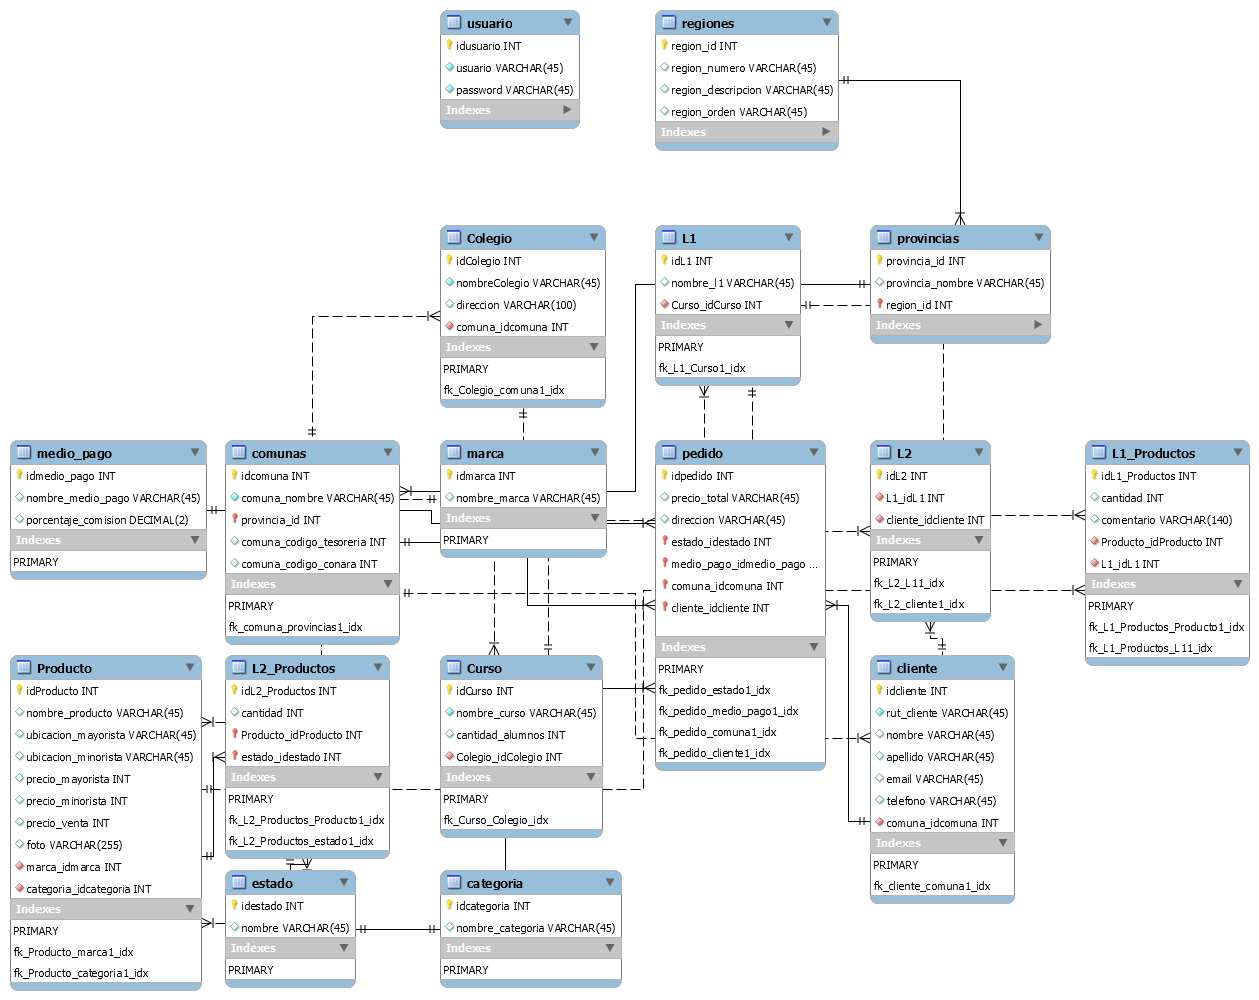 usuario
idusuario INT
usuario VARCHAR(45)
password VARCHAR(45)
Indexes
regiones
region_id INT
region_numero VARCHAR(45)
region_descripcion VARCHAR(45)
region_orden VARCHAR(45)
Indexes
Colegio
idColegio INT
nombreColegio VARCHAR(45)
direccion VARCHAR(100)
comuna_idcomuna INT
Indexes
PRIMARY
fk_Colegio_comuna1_idx
L1
idL1 INT
nombre_l1 VARCHAR(45)
Curso_idCurso INT
Indexes
PRIMARY
fk_L1_Curso1_idx
provincias
provincia_id INT
provincia_nombre VARCHAR(45)
region_id INT
Indexes
medio_pago
idmedio_pago INT
nombre_medio_pago VARCHAR(45)
porcentaje_comision DECIMAL(2)
Indexes
PRIMARY
comunas
idcomuna INT
comuna_nombre VARCHAR(45)
provincia_id INT
comuna_codigo_tesoreria INT
comuna_codigo_conara INT
Indexes
PRIMARY
fk_comuna_provincias1_idx
marca
idmarca INT
nombre_marca VARCHAR(45)
Indexes
PRIMARY
pedido
idpedido INT
precio_total VARCHAR(45)
direccion VARCHAR(45)
estado_idestado INT
medio_pago_idmedio_pago ...
comuna_idcomuna INT
cliente_idcliente INT
Indexes
PRIMARY
fk_pedido_estado1_idx
fk_pedido_medio_pago1_idx
fk_pedido_comuna1_idx
fk_pedido_cliente1_idx
L2
idL2 INT
L1_idL1 INT
cliente_idcliente INT
Indexes
PRIMARY
fk_L2_L11_idx
fk_L2_cliente1_idx
L1_Productos
idL1_Productos INT
cantidad INT
comentario VARCHAR(140)
Producto_idProducto INT
L1_idL1 INT
Indexes
PRIMARY
fk_L1_Productos_Producto1_idx
fk_L1_Productos_L11_idx
Producto
idProducto INT
nombre_producto VARCHAR(45)
ubicacion_mayorista VARCHAR(45)
ubicacion_minorista VARCHAR(45)
precio_mayorista INT
precio_minorista INT
precio_venta INT
foto VARCHAR(255)
marca_idmarca INT
categoria_idcategoria INT
Indexes
PRIMARY
fk_Producto_marca1_idx
fk_Producto_categoria1_idx
L2_Productos
idL2_Productos INT
cantidad INT
Producto_idProducto INT
estado_idestado INT
Indexes
PRIMARY
fk_L2_Productos_Producto1_idx
fk_L2_Productos_estado1_idx
Curso
idCurso INT
nombre_curso VARCHAR(45)
cantidad_alumnos INT
Colegio_idColegio INT
Indexes
PRIMARY
fk_Curso_Colegio_idx
cliente
idcliente INT
rut_cliente VARCHAR(45)
nombre VARCHAR(45)
apellido VARCHAR(45)
email VARCHAR(45)
telefono VARCHAR(45)
comuna_idcomuna INT
Indexes
PRIMARY
fk_cliente_comuna1_idx
estado
idestado INT
nombre VARCHAR(45)
Indexes
PRIMARY
categoria
idcategoria INT
nombre_categoria VARCHAR(45)
Indexes
PRIMARY